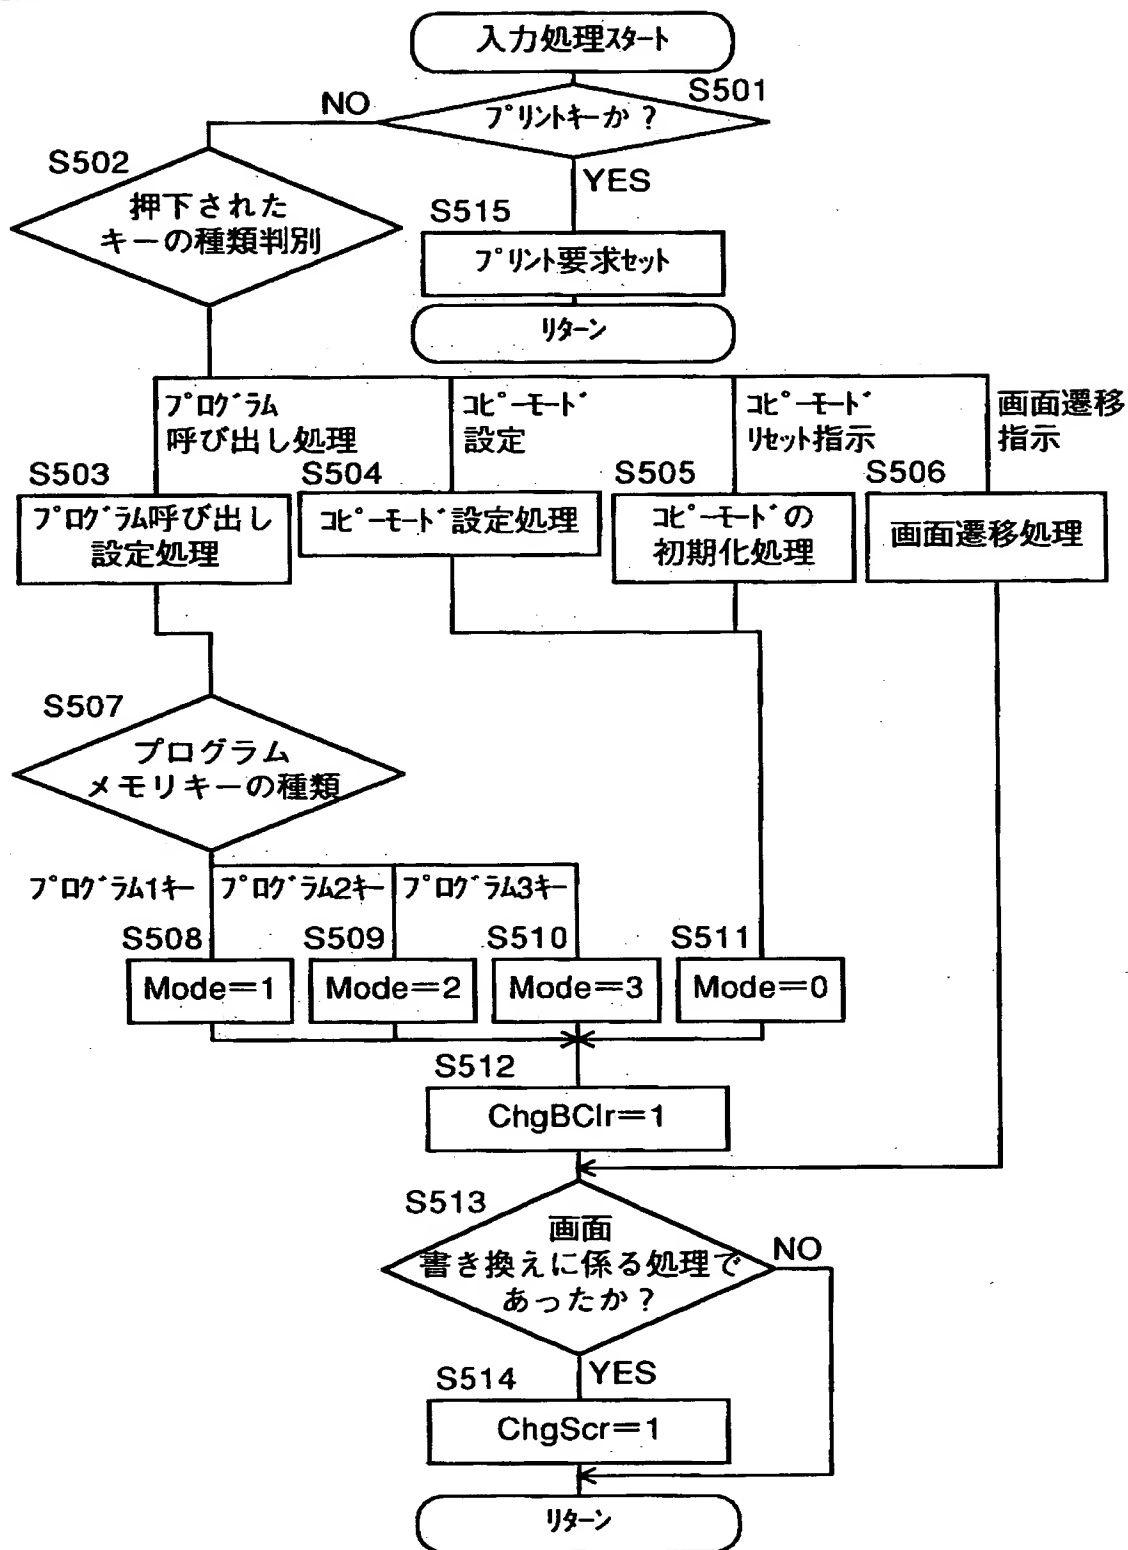 入力処理スタート
S501
プリントキーか？
NO
YES
S502
押下された
キーの種類判別
S515
プリント要求セット
リターン
プログラム
呼び出し処理
コピーモード
設定
コピーモード
リセット指示
画面遷移
指示
S503
プログラム呼び出し
設定処理
S504
コピーモード設定処理
S505
コピーモードの
初期化処理
S506
画面遷移処理
S507
プログラム
メモリキーの種類
プログラム1キー
プログラム2キー
プログラム3キー
S508
Mode=1
S509
Mode=2
S510
Mode=3
S511
Mode=0
S512
ChgBClr=1
S513
画面
書き換えに係る処理で
あったか？
NO
YES
S514
ChgScr=1
リターン